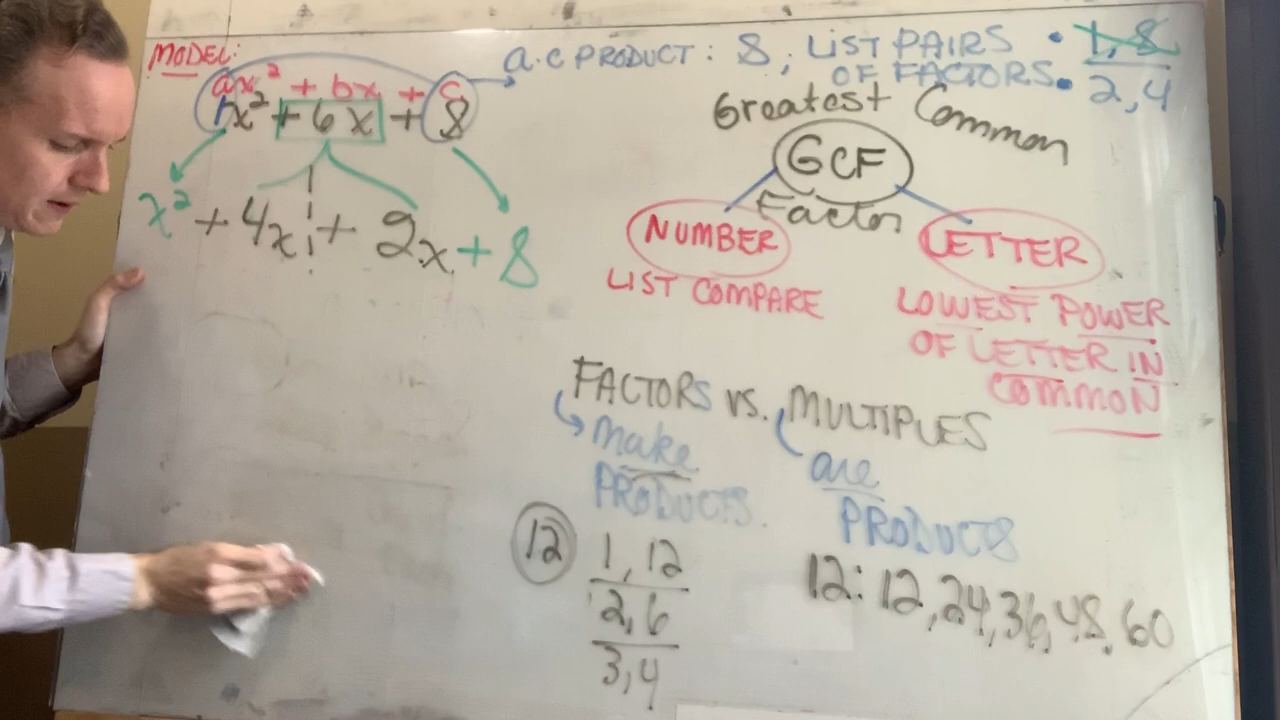 MODEL:
ax² + bx + c
1x² + 6x + 8
x² + 4x + 2x + 8
a·c PRODUCT: 8; LIST PAIRS • 1, 8
OF FACTORS. • 2, 4
Greatest Common
GCF
Factor
NUMBER
LIST COMPARE
LETTER
LOWEST POWER
OF LETTER IN
COMMON
FACTORS vs. MULTIPLES
make
PRODUCTS.
are
PRODUCTS
12 1, 12
2, 6
3, 4
12: 12, 24, 36, 48, 60